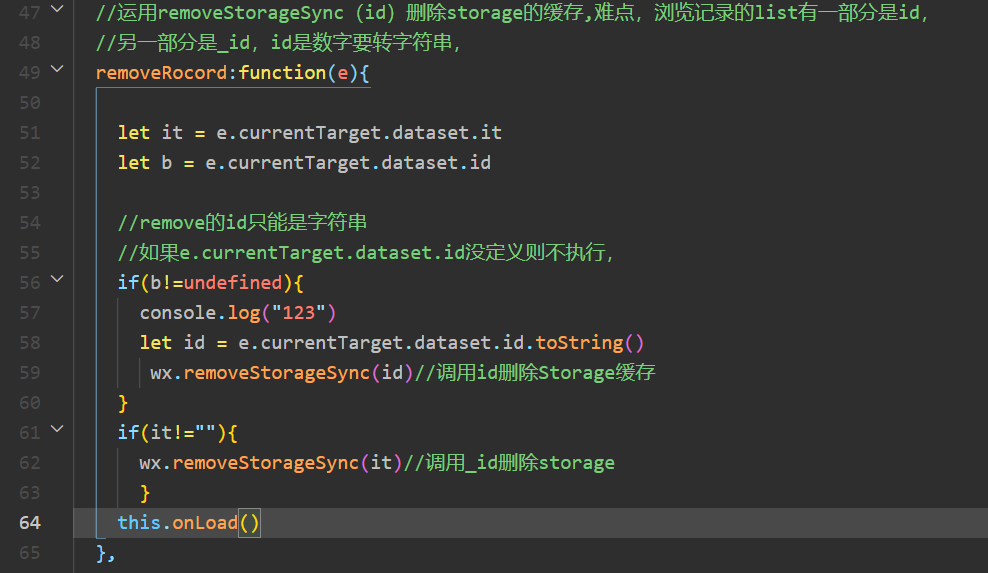 47 //运用removeStorageSync（id）删除storage的缓存,难点，浏览记录的list有一部分是id，
48 //另一部分是_id，id是数字要转字符串，
49 removeRocord:function(e){
50
51 let it = e.currentTarget.dataset.it
52 let b = e.currentTarget.dataset.id
53
54 //remove的id只能是字符串
55 //如果e.currentTarget.dataset.id没定义则不执行，
56 if(b!=undefined){
57 console.log("123")
58 let id = e.currentTarget.dataset.id.toString()
59 wx.removeStorageSync(id)//调用id删除Storage缓存
60 }
61 if(it!=""){
62 wx.removeStorageSync(it)//调用_id删除storage
63 }
64 this.onLoad()
65 },